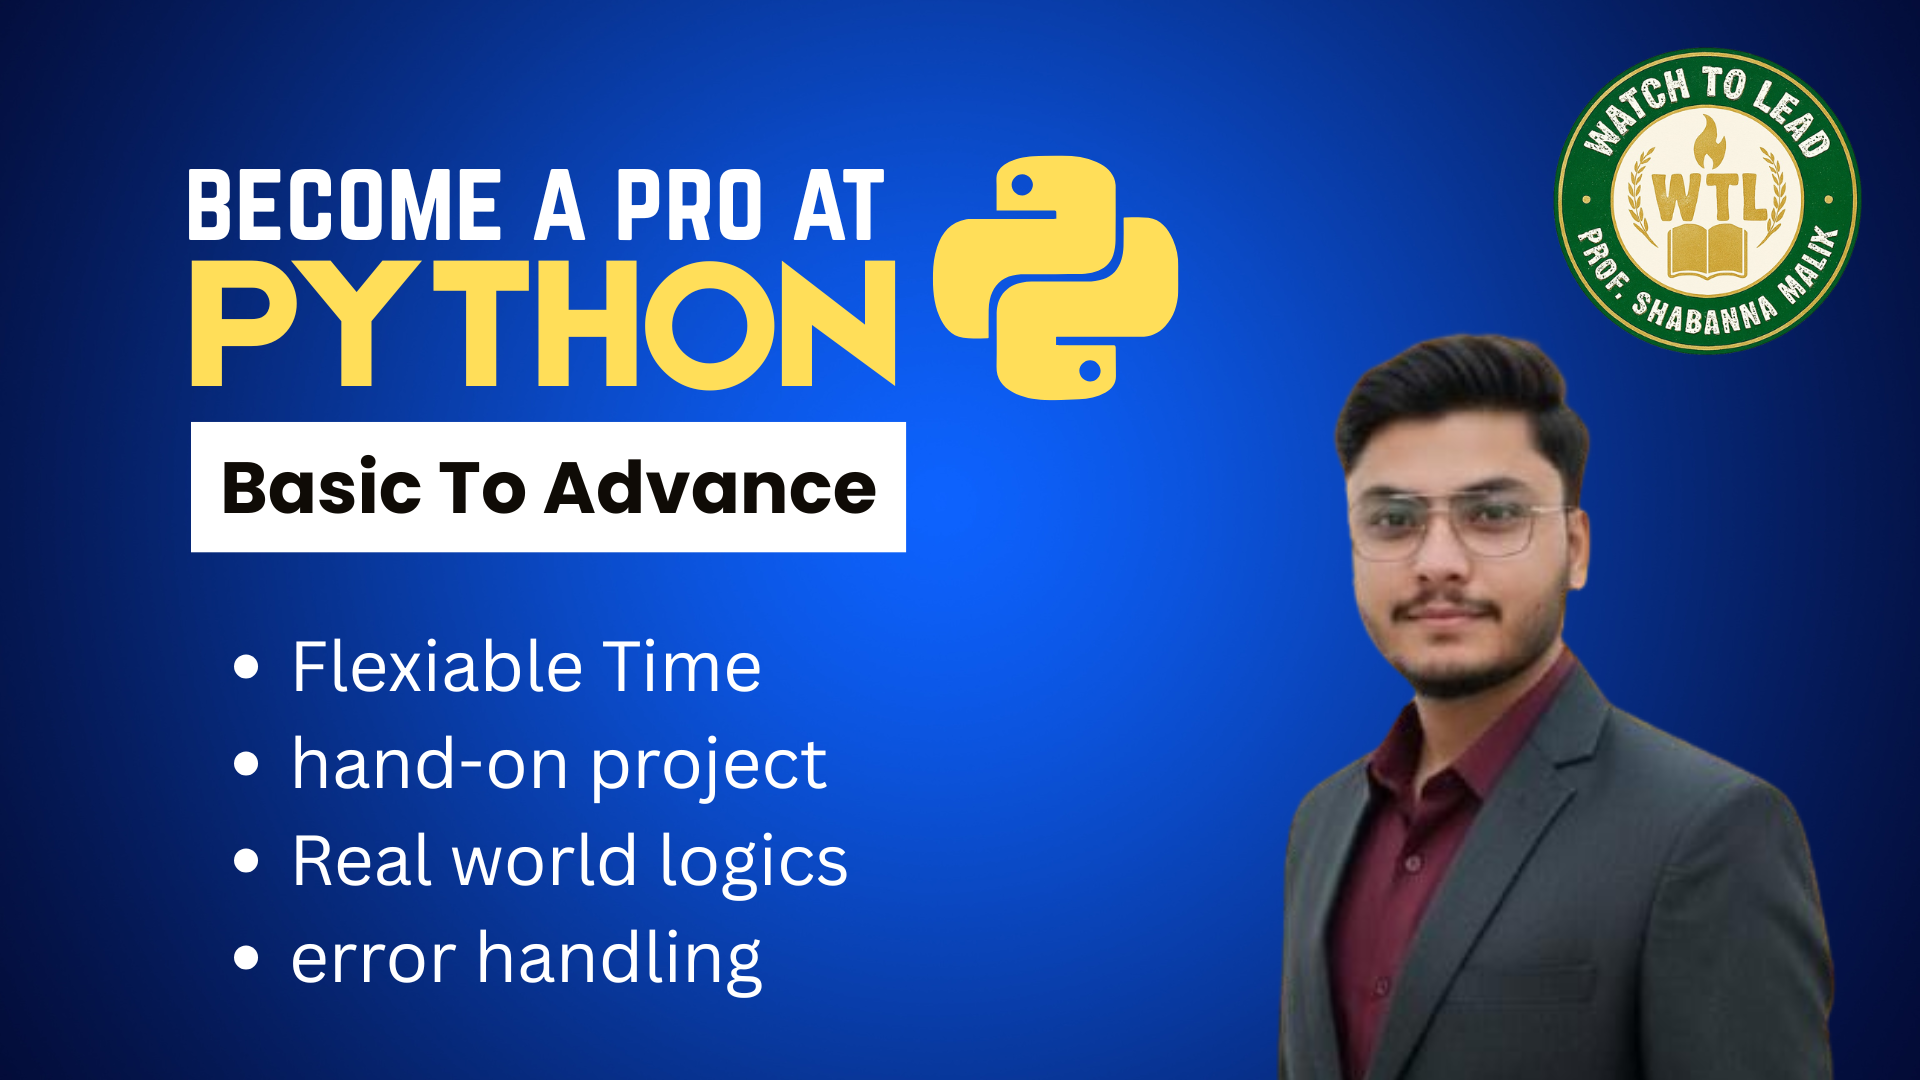 BECOME A PRO AT
PYTHON
Basic To Advance
Flexiable Time
hand-on project
Real world logics
error handling
WATCH TO LEAD
WTL
PROF. SHABANNA MALIK